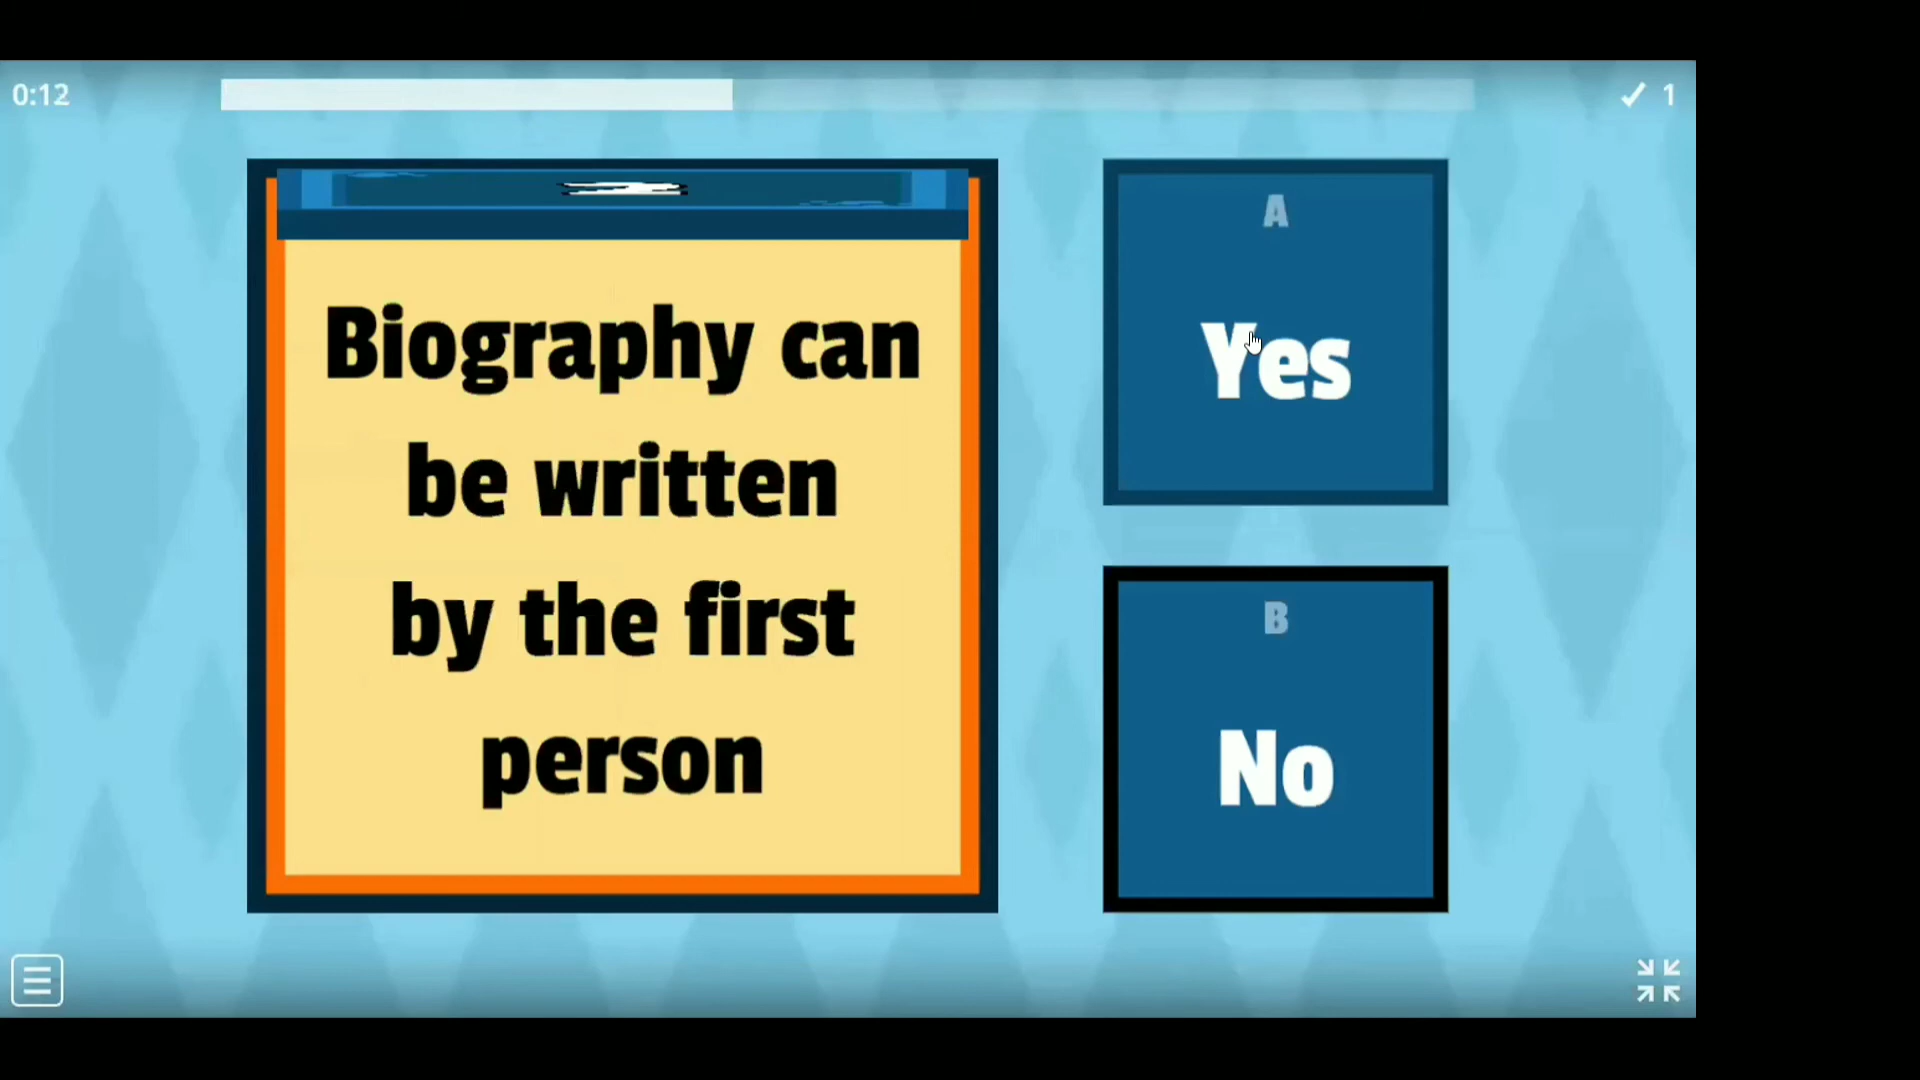 0:12
1
Biography can
be written
by the first
person
A
Yes
B
No